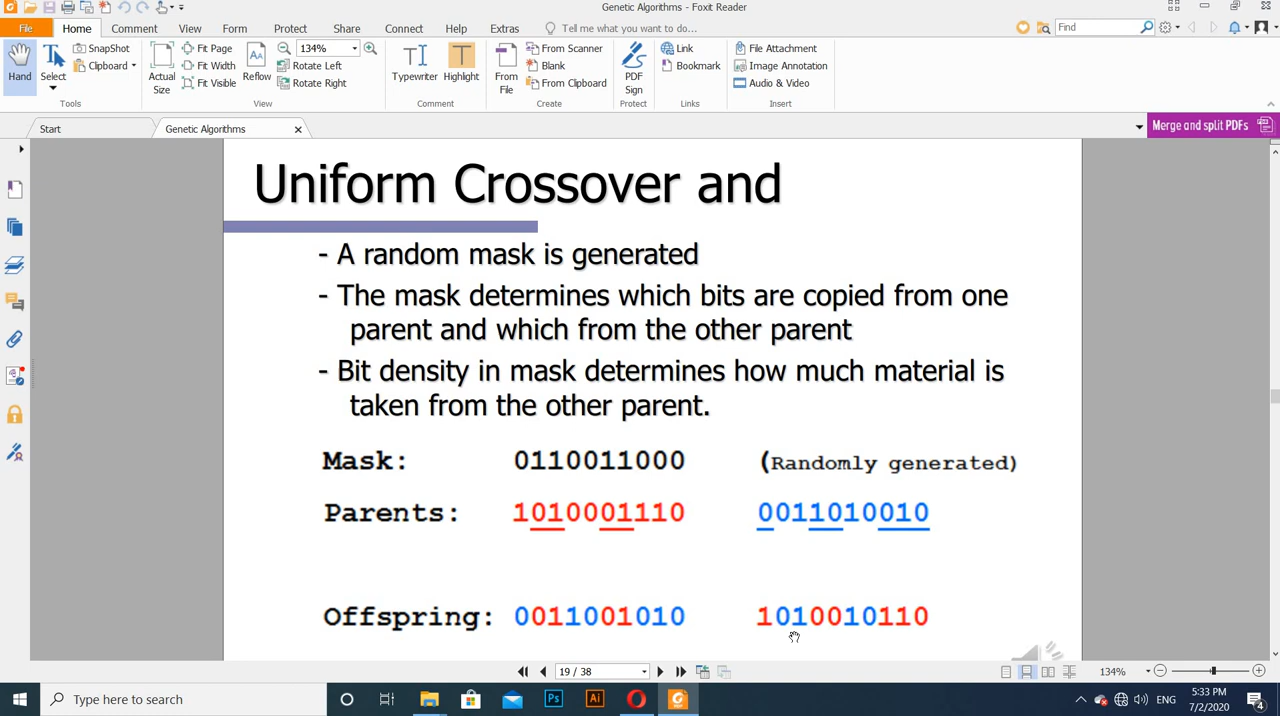 Genetic Algorithms - Foxit Reader
File Home Comment View Form Protect Share Connect Help Extras Tell me what you want to do... Find
Hand Select SnapShot Clipboard
Tools
Actual Size Fit Page Fit Width Fit Visible Reflow 134% Rotate Left Rotate Right
View
Typewriter Highlight
Comment
From File From Scanner Blank From Clipboard
Create
PDF Sign
Protect
Link Bookmark
Links
File Attachment Image Annotation Audio & Video
Insert
Start Genetic Algorithms Merge and split PDFs
Uniform Crossover and
- A random mask is generated
- The mask determines which bits are copied from one
parent and which from the other parent
- Bit density in mask determines how much material is
taken from the other parent.
Mask: 0110011000 (Randomly generated)
Parents: 1010001110 0011010010
Offspring: 0011001010 1010010110
19 / 38 134%
Type here to search Ps Ai ENG 5:33 PM
7/2/2020 4